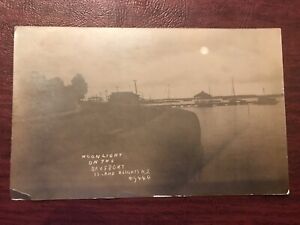 MOONLIGHT
ON THE
BAYFRONT
ISLAND HEIGHTS N.J.